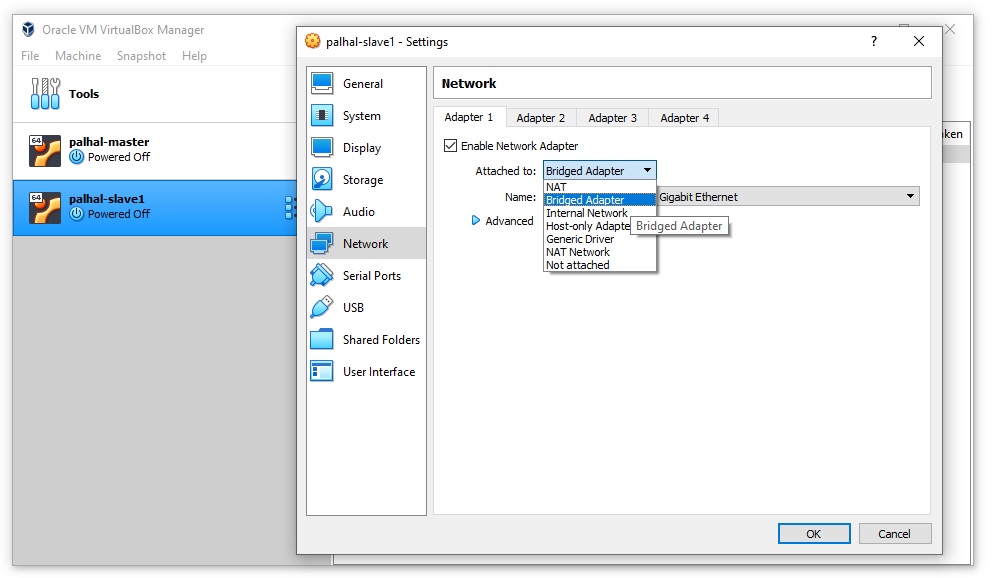 Oracle VM VirtualBox Manager
File Machine Snapshot Help
Tools
64
palhal-master
Powered Off
64
palhal-slave1
Powered Off
ken
palhal-slave1 - Settings
?
General
System
Display
Storage
Audio
Network
Serial Ports
USB
Shared Folders
User Interface
Network
Adapter 1 Adapter 2 Adapter 3 Adapter 4
Enable Network Adapter
Attached to: Bridged Adapter
NAT
Name: Bridged Adapter Gigabit Ethernet
Internal Network
Advanced Host-only Adapte Bridged Adapter
Generic Driver
NAT Network
Not attached
OK Cancel